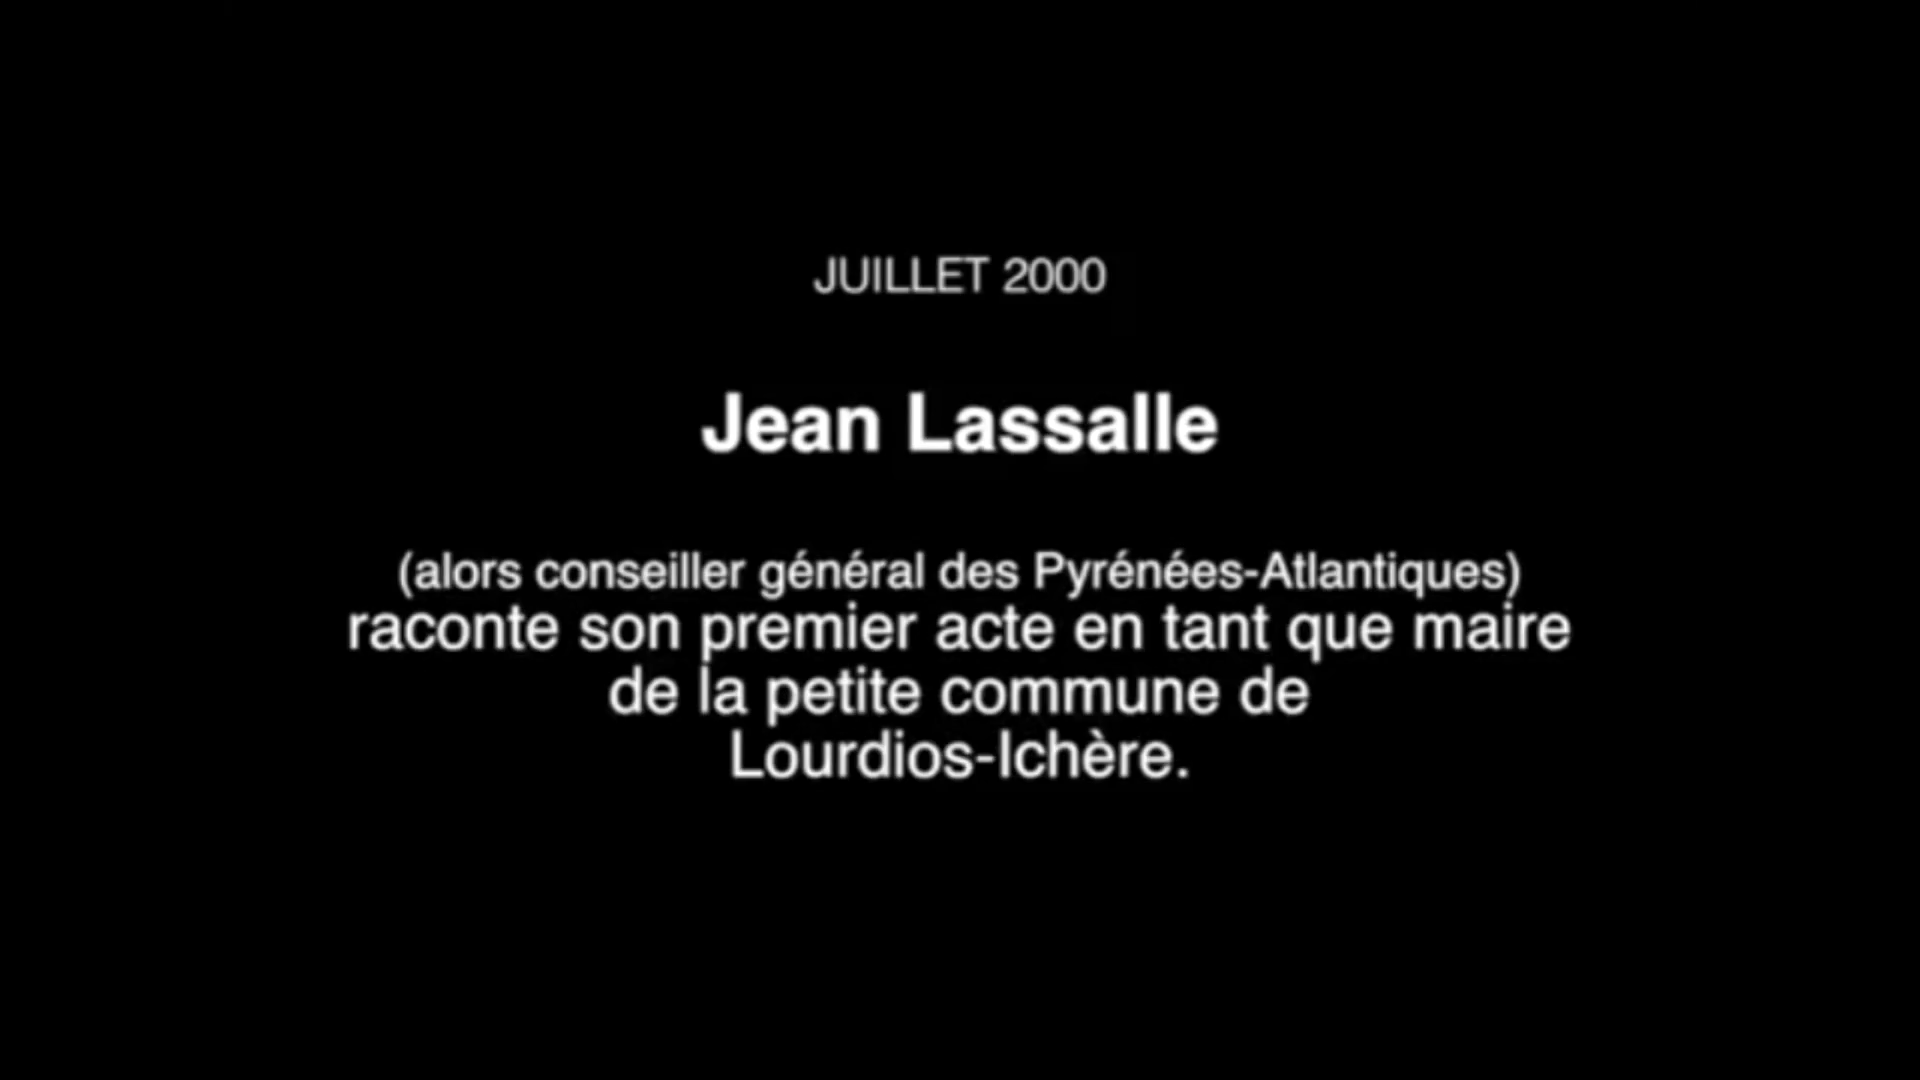 JUILLET 2000
Jean Lassalle
(alors conseiller général des Pyrénées-Atlantiques)
raconte son premier acte en tant que maire
de la petite commune de
Lourdios-Ichère.